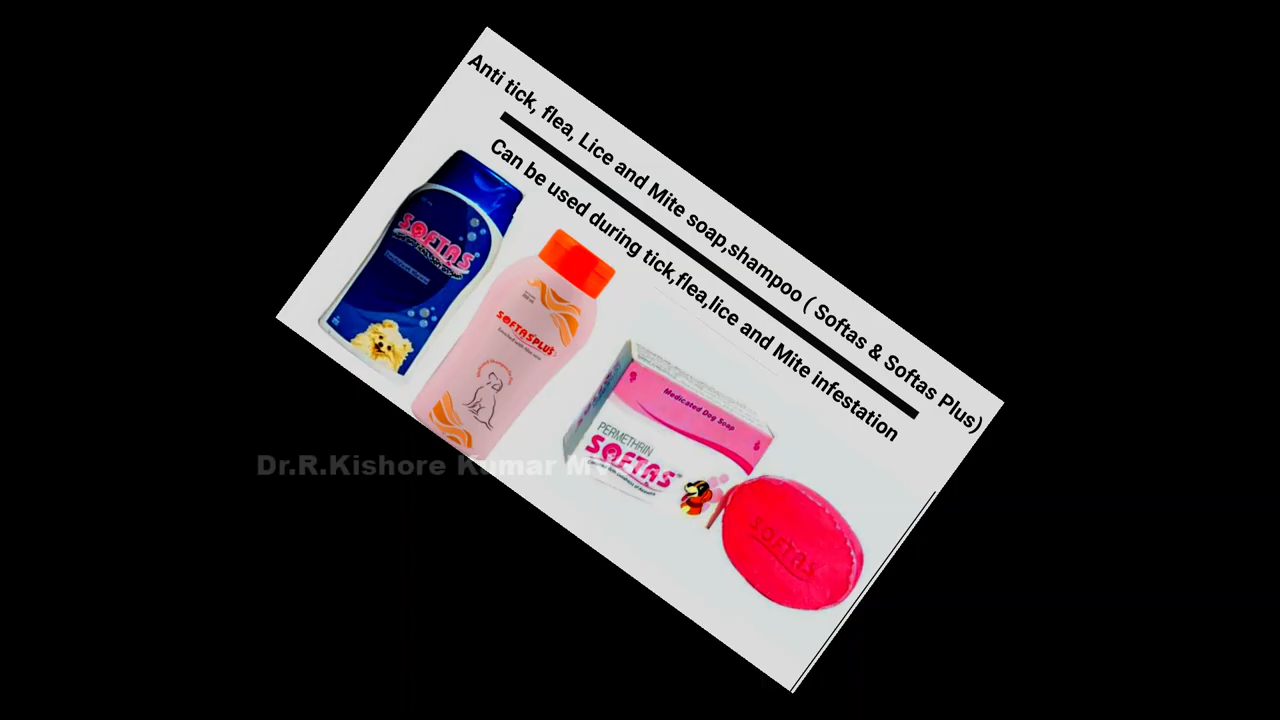 Anti tick, flea, Lice and Mite soap,shampoo ( Softas & Softas Plus)
Can be used during tick,flea,lice and Mite infestation
SOFTAS
SOFTASPLUS
Medicated Dog Soap
PERMETHRIN
SOFTAS
SOFTAS
Dr.R.Kishore Kumar